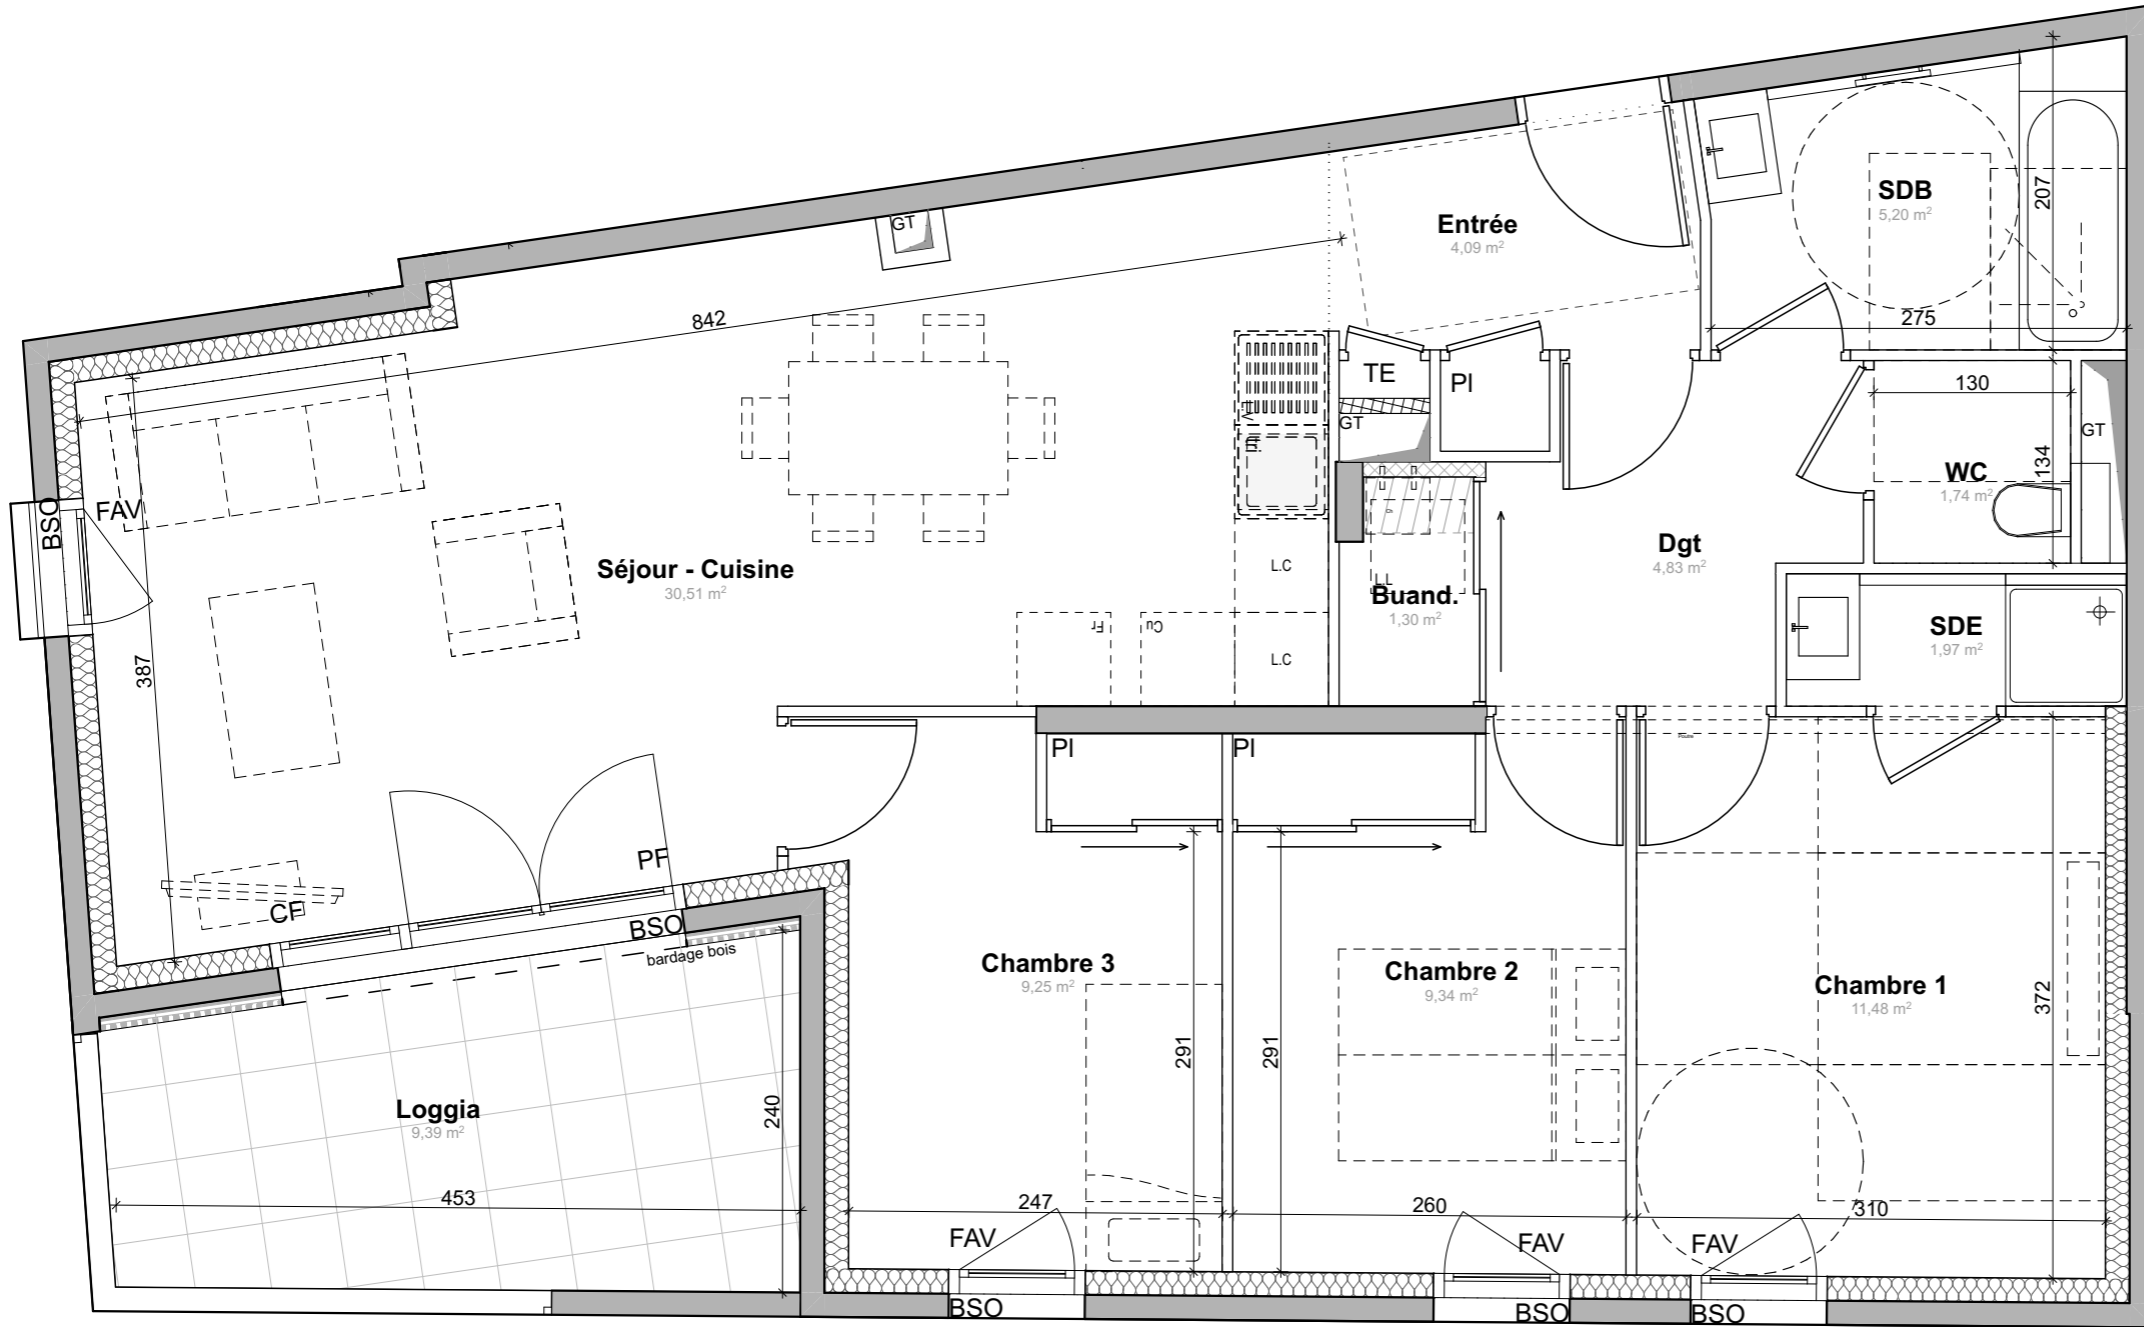 SDB
5,20 m²
207
275
Entrée
4,09 m²
GT
842
TE
PI
GT
130
GT
134
WC
1,74 m²
BSO
FAV
Séjour - Cuisine
30,51 m²
L.V
L.C
L.C
Fr
Cu
L.L
Buand.
1,30 m²
Dgt
4,83 m²
SDE
1,97 m²
387
PI
PI
PF
CF
BSO
bardage bois
Chambre 3
9,25 m²
Chambre 2
9,34 m²
Chambre 1
11,48 m²
372
291
291
Loggia
9,39 m²
240
453
247
260
310
FAV
FAV
FAV
BSO
BSO
BSO